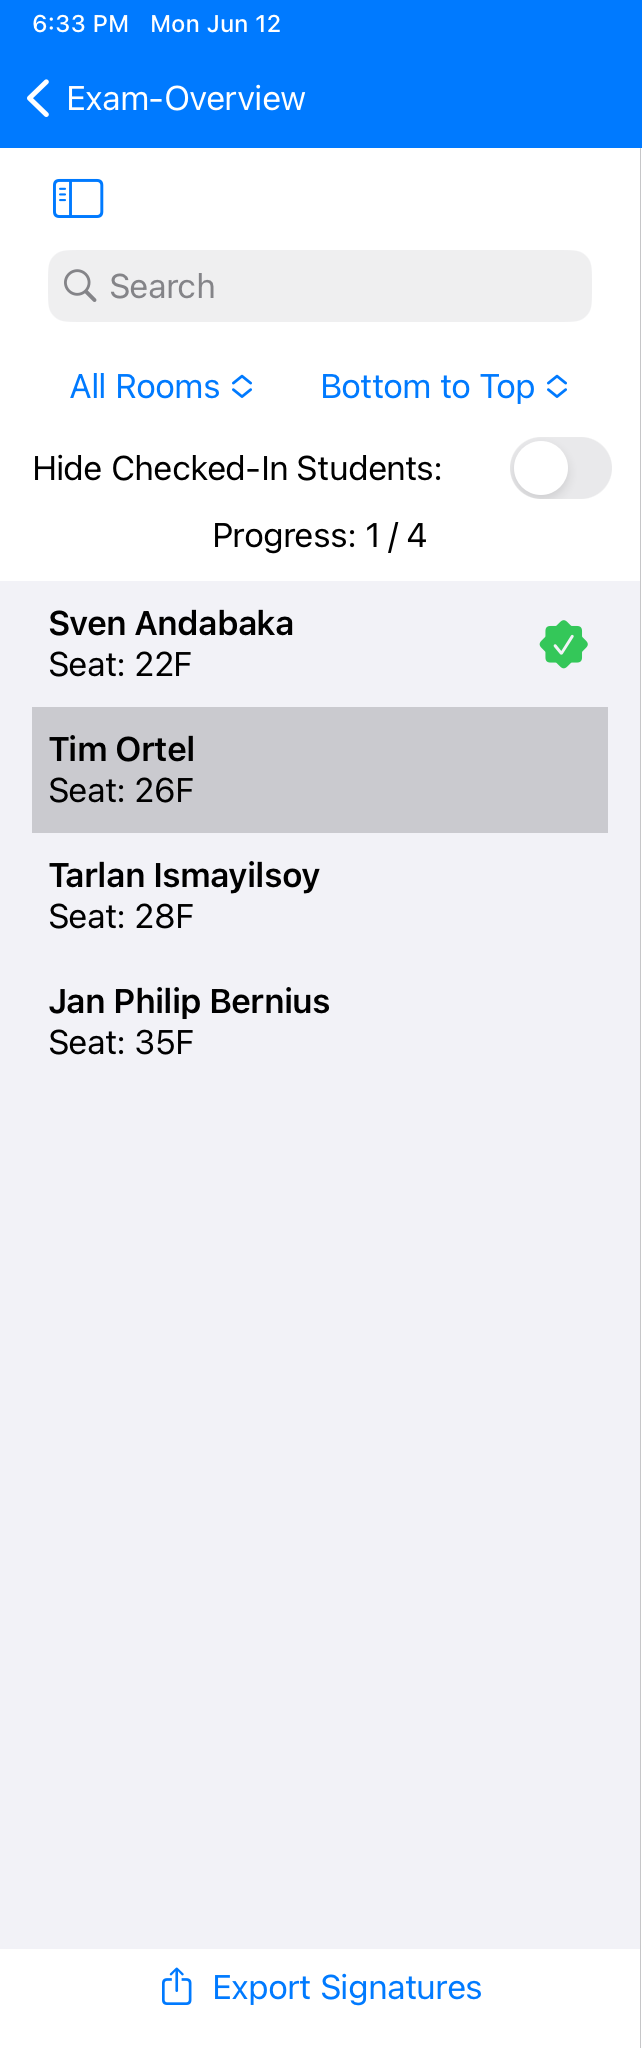 6:33 PM Mon Jun 12
Exam-Overview
Search
All Rooms Bottom to Top
Hide Checked-In Students:
Progress: 1 / 4
Sven Andabaka
Seat: 22F
Tim Ortel
Seat: 26F
Tarlan Ismayilsoy
Seat: 28F
Jan Philip Bernius
Seat: 35F
Export Signatures